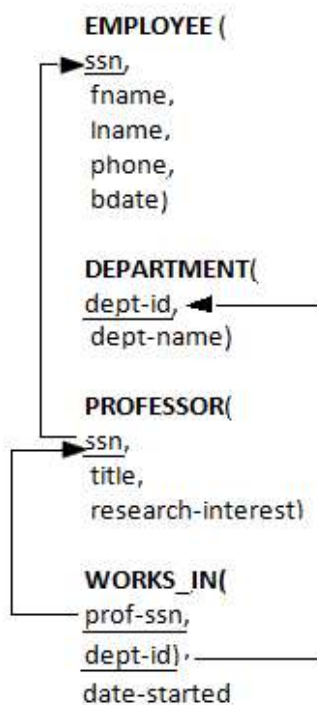 EMPLOYEE (
ssn,
fname,
lname,
phone,
bdate)
DEPARTMENT(
dept-id,
dept-name)
PROFESSOR(
ssn,
title,
research-interest)
WORKS_IN(
prof-ssn,
dept-id),
date-started